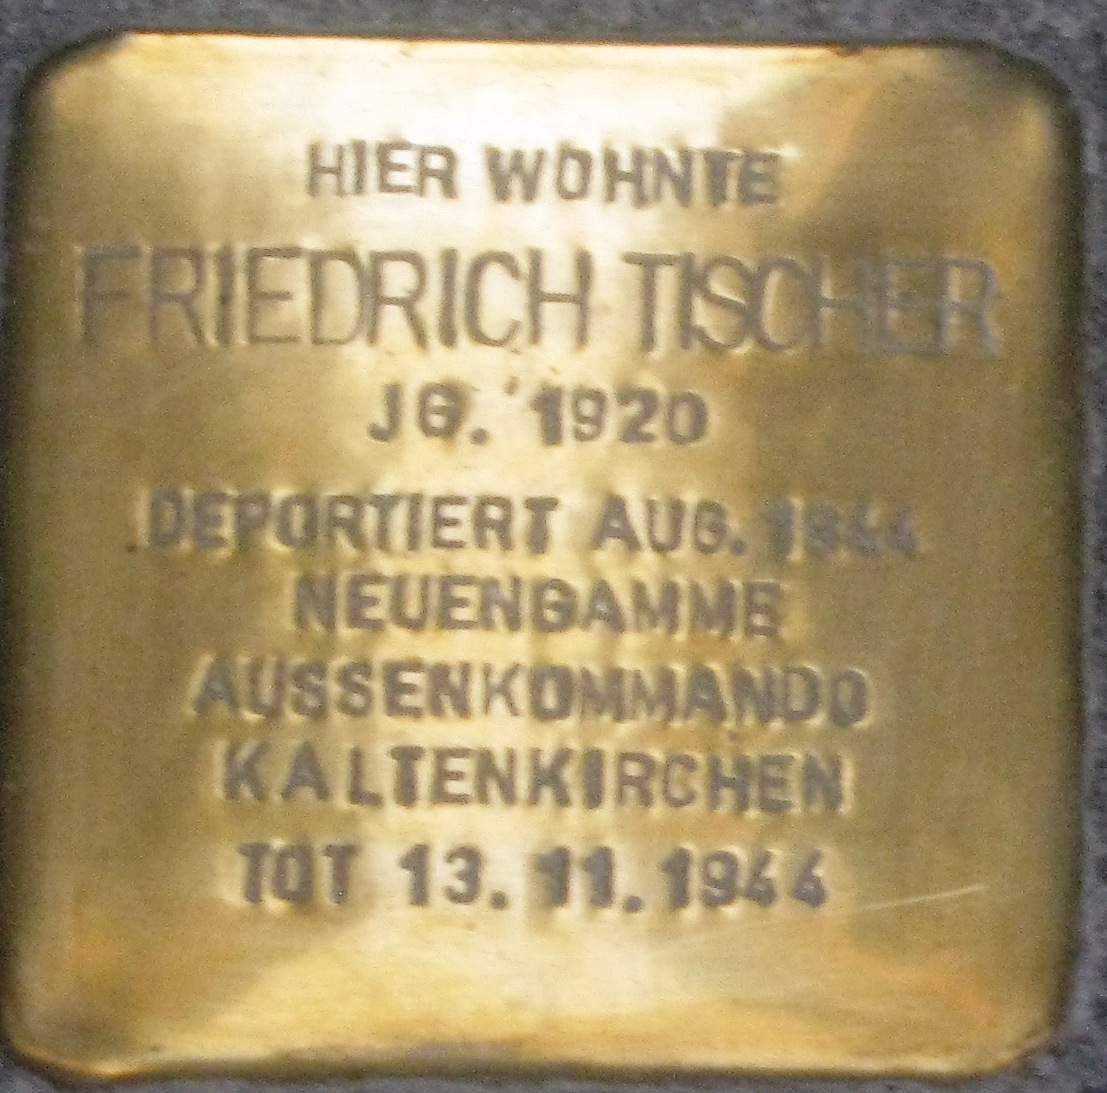 HIER WOHNTE
FRIEDRICH TISCHER
JG. 1920
DEPORTIERT AUG. 1944
NEUENGAMME
AUSSENKOMMANDO
KALTENKIRCHEN
TOT 13. 11. 1944